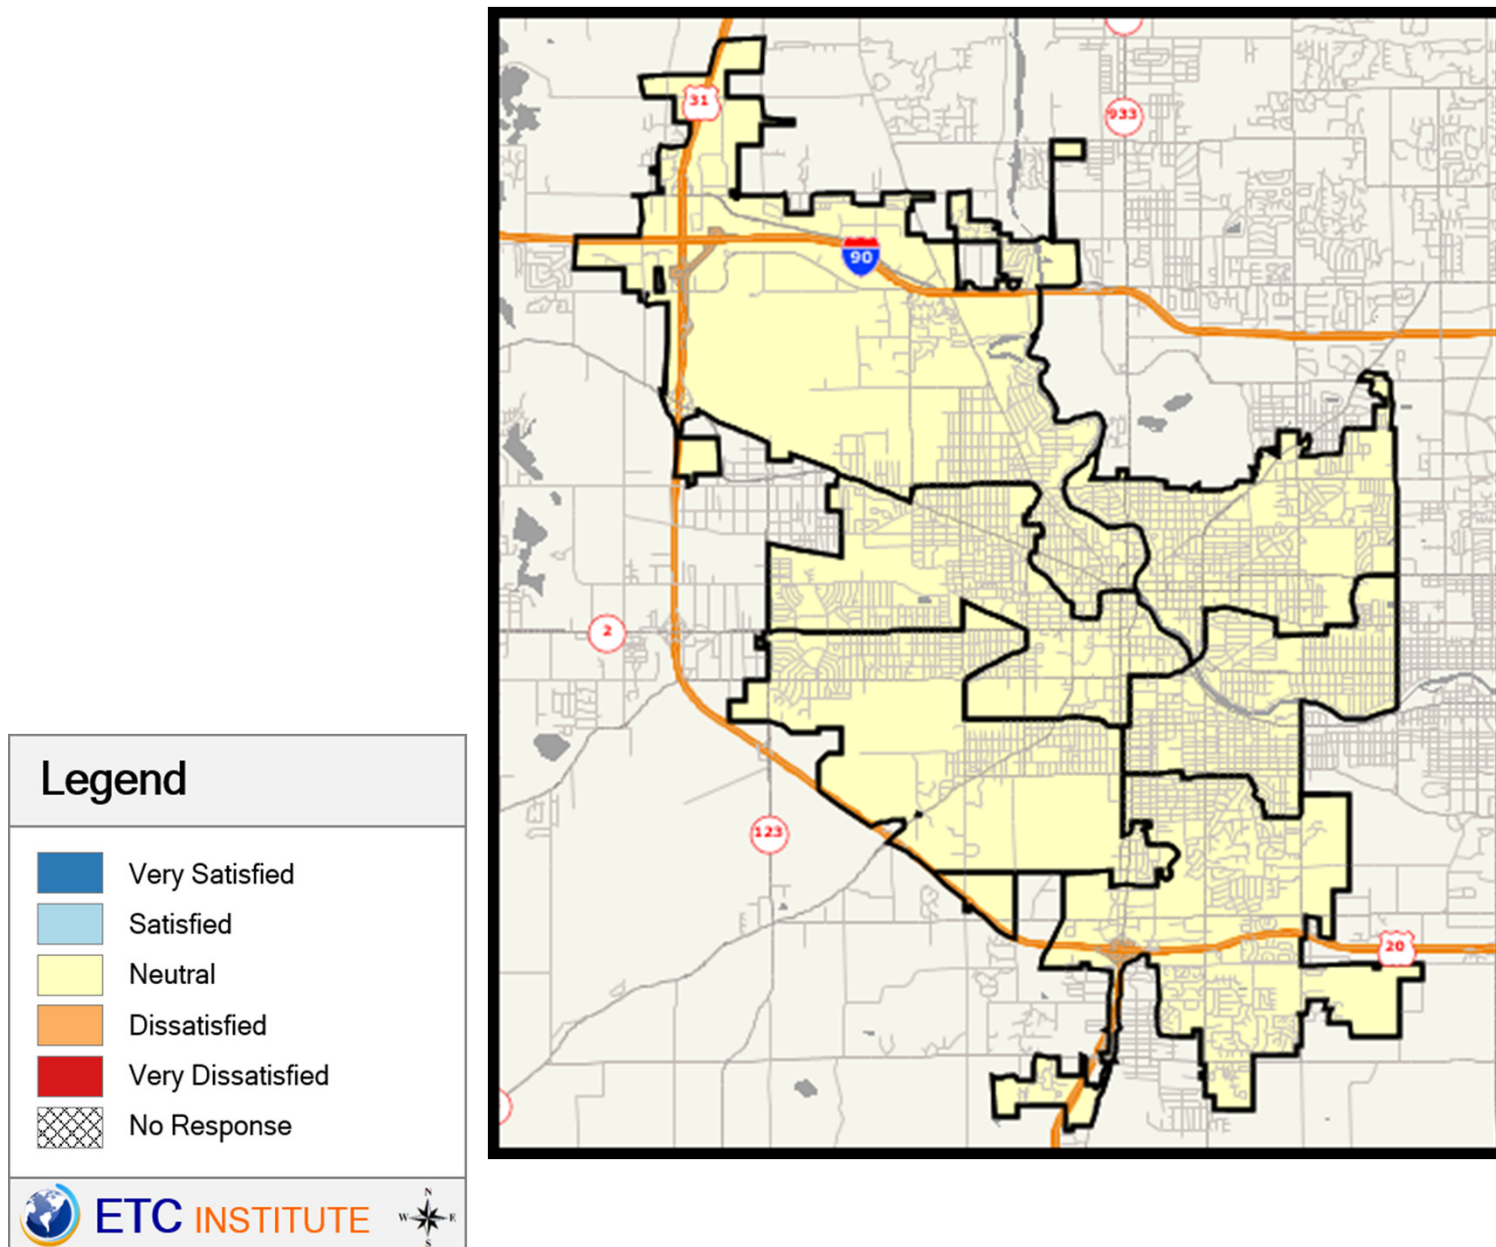 31
933
90
2
123
20
Legend
Very Satisfied
Satisfied
Neutral
Dissatisfied
Very Dissatisfied
No Response
ETC INSTITUTE
N
W E
S